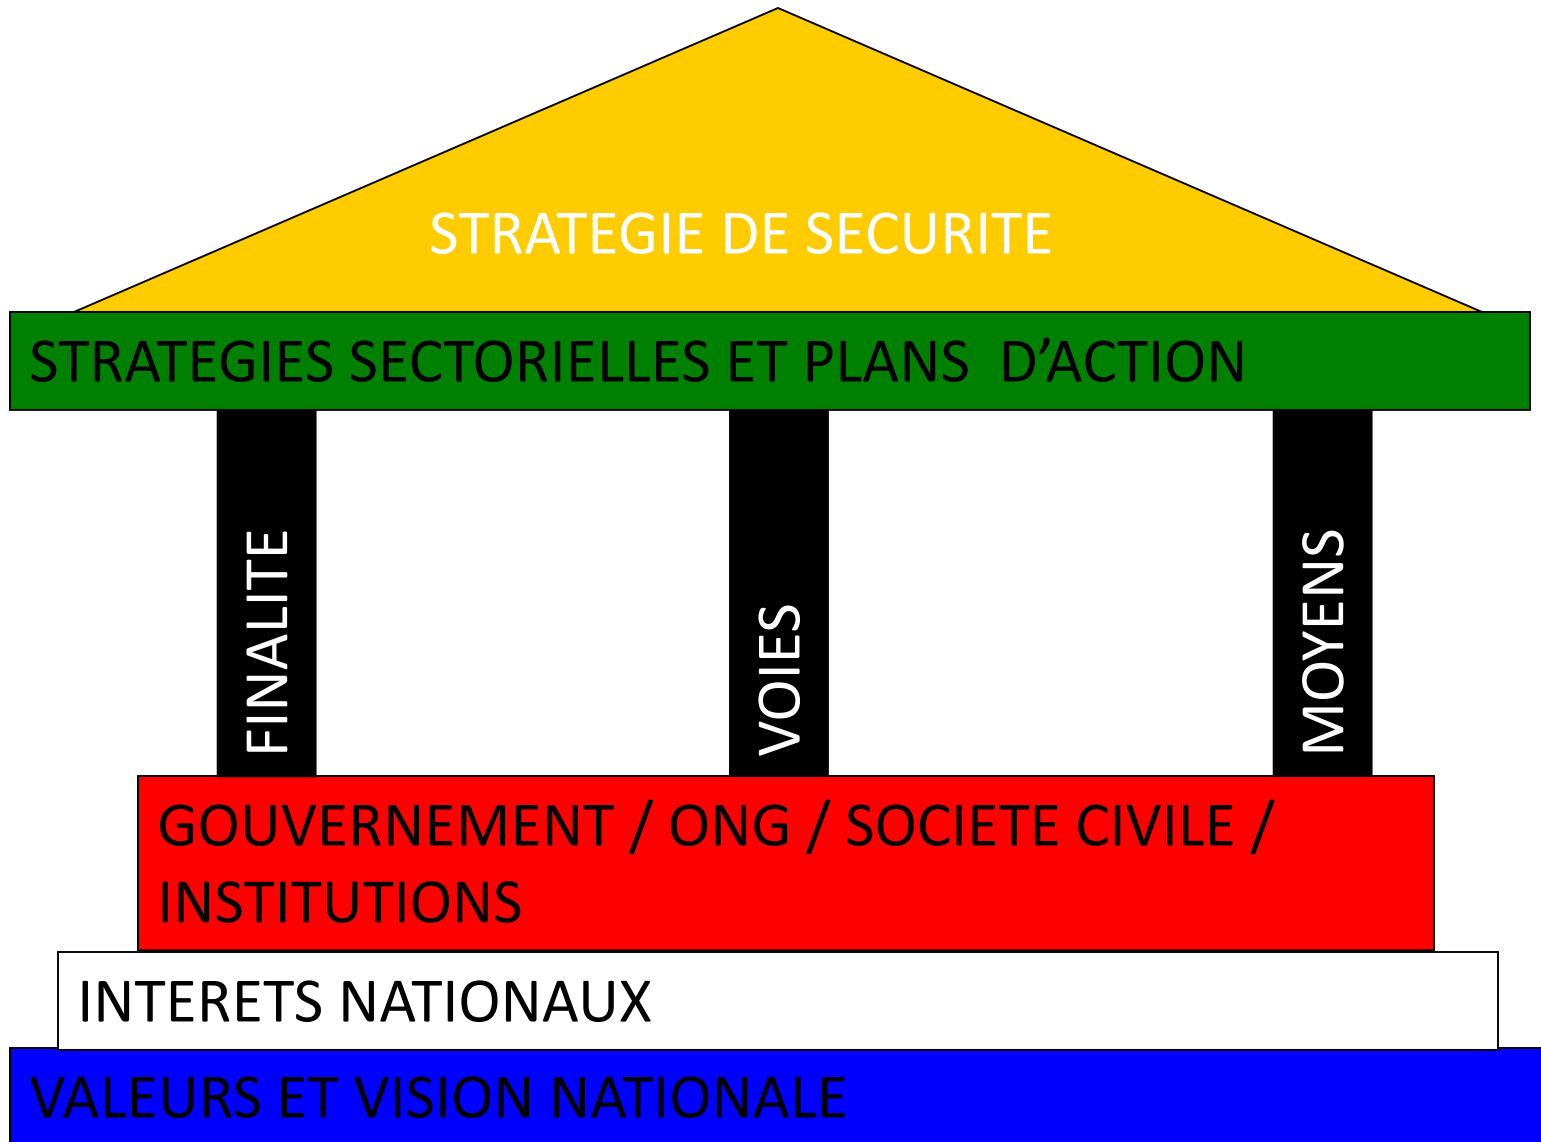 STRATEGIE DE SECURITE
STRATEGIES SECTORIELLES ET PLANS  D’ACTION
FINALITE
VOIES
MOYENS
GOUVERNEMENT / ONG / SOCIETE CIVILE /
INSTITUTIONS
INTERETS NATIONAUX
VALEURS ET VISION NATIONALE